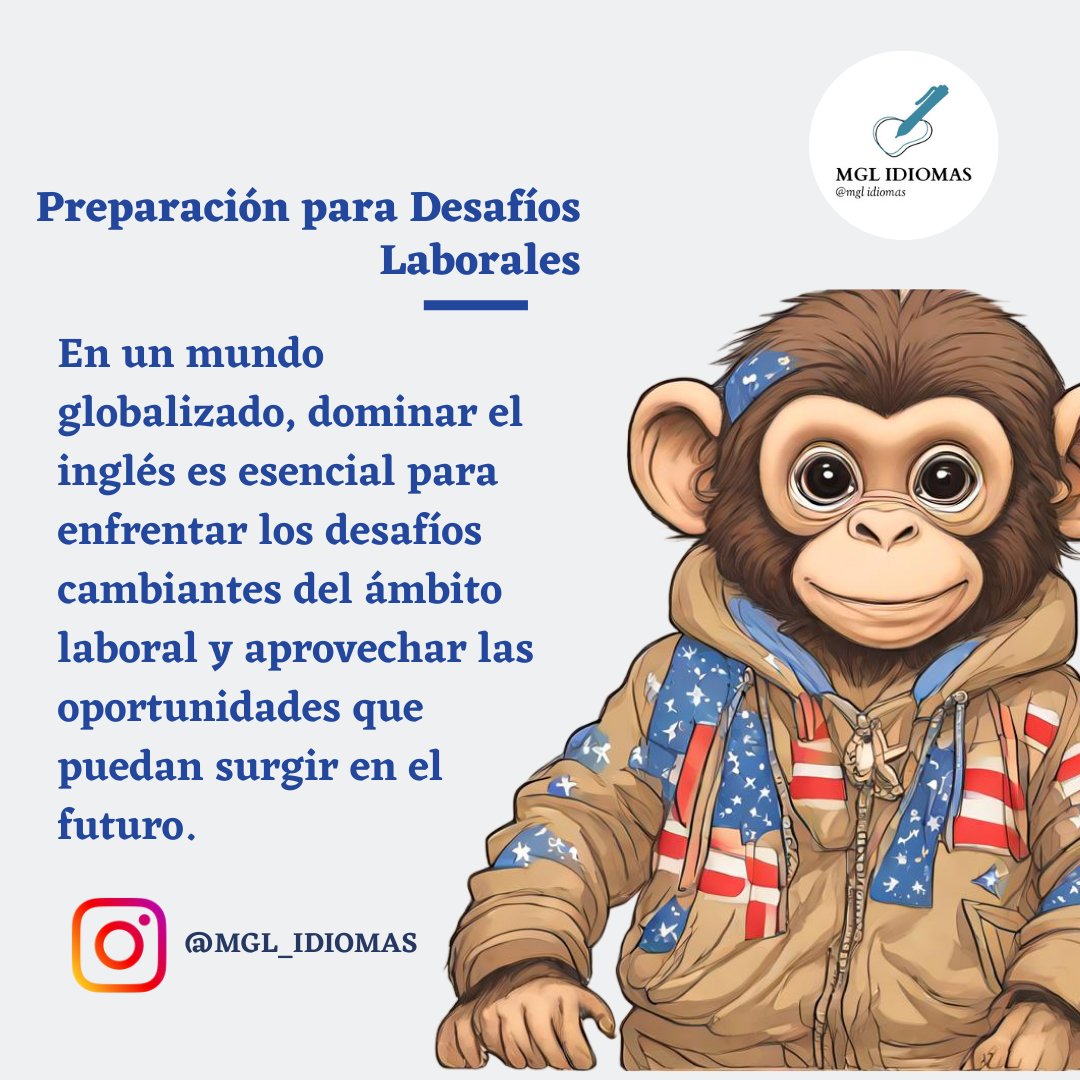 MGL IDIOMAS
@mgl idiomas
Preparación para Desafíos
Laborales
En un mundo
globalizado, dominar el
inglés es esencial para
enfrentar los desafíos
cambiantes del ámbito
laboral y aprovechar las
oportunidades que
puedan surgir en el
futuro.
@MGL_IDIOMAS